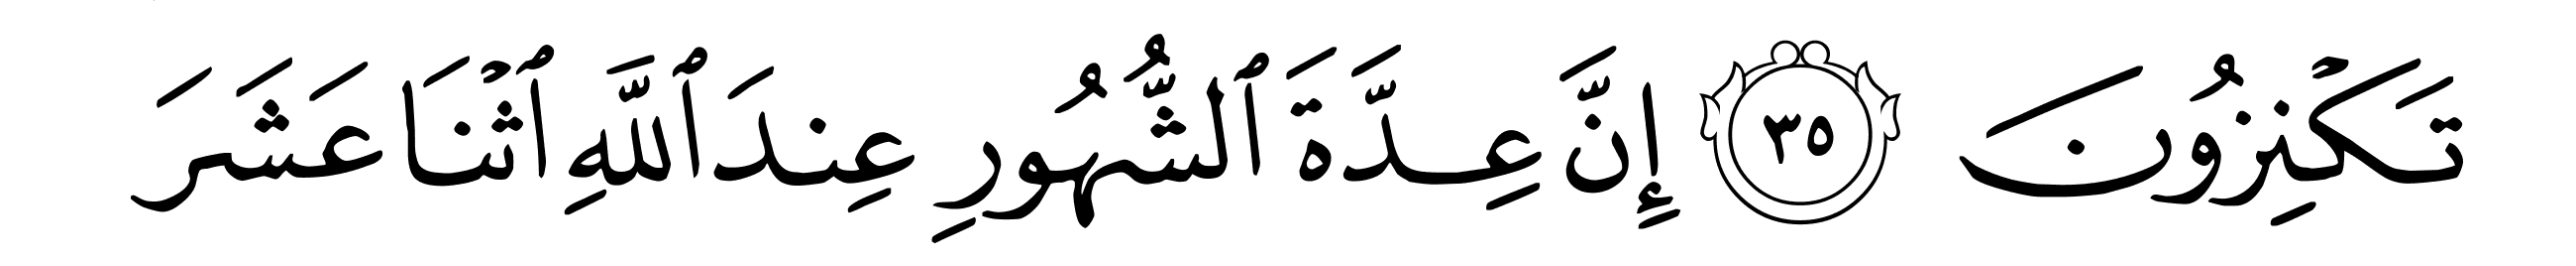 تَكْنِزُونَ ٣٥ إِنَّ عِدَّةَ ٱلشُّهُورِ عِندَ ٱللَّهِ ٱثْنَا عَشَرَ